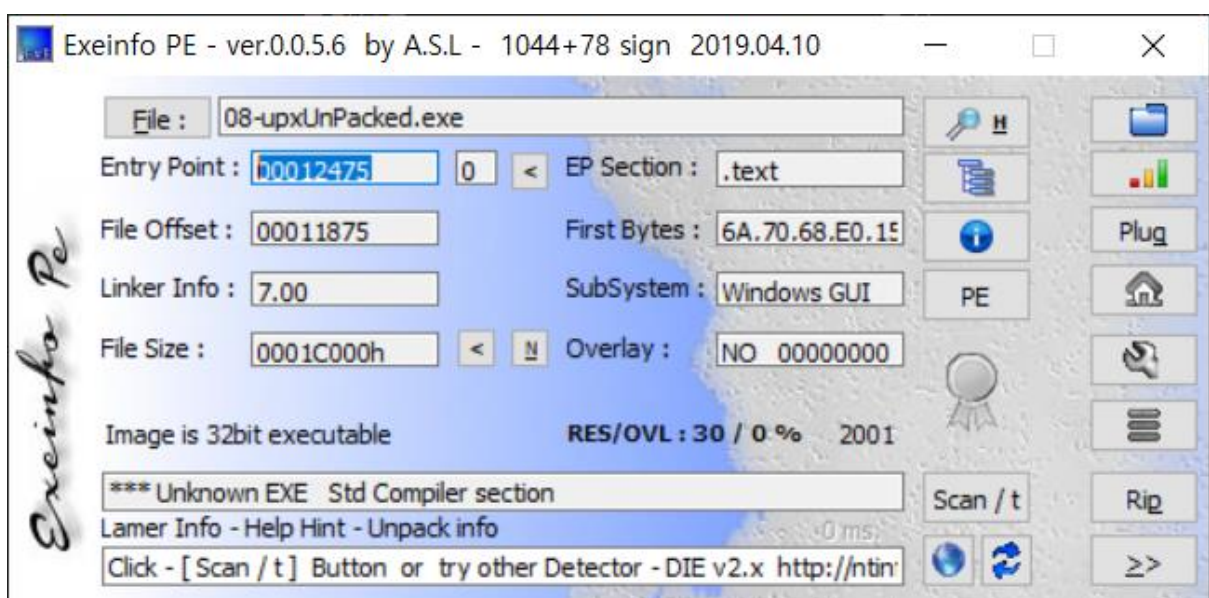 Exeinfo PE - ver.0.0.5.6 by A.S.L - 1044+78 sign 2019.04.10
File : 08-upxUnPacked.exe H
Entry Point : 00012475 0 < EP Section : .text
File Offset : 00011875 First Bytes : 6A.70.68.E0.15 Plug
Linker Info : 7.00 SubSystem : Windows GUI PE
File Size : 0001C000h < N Overlay : NO 00000000
Image is 32bit executable RES/OVL : 30 / 0 % 2001
*** Unknown EXE Std Compiler section Scan / t Rip
Lamer Info - Help Hint - Unpack info 0 ms.
Click - [ Scan / t ] Button or try other Detector - DIE v2.x http://ntin >>
Exeinfo Pe